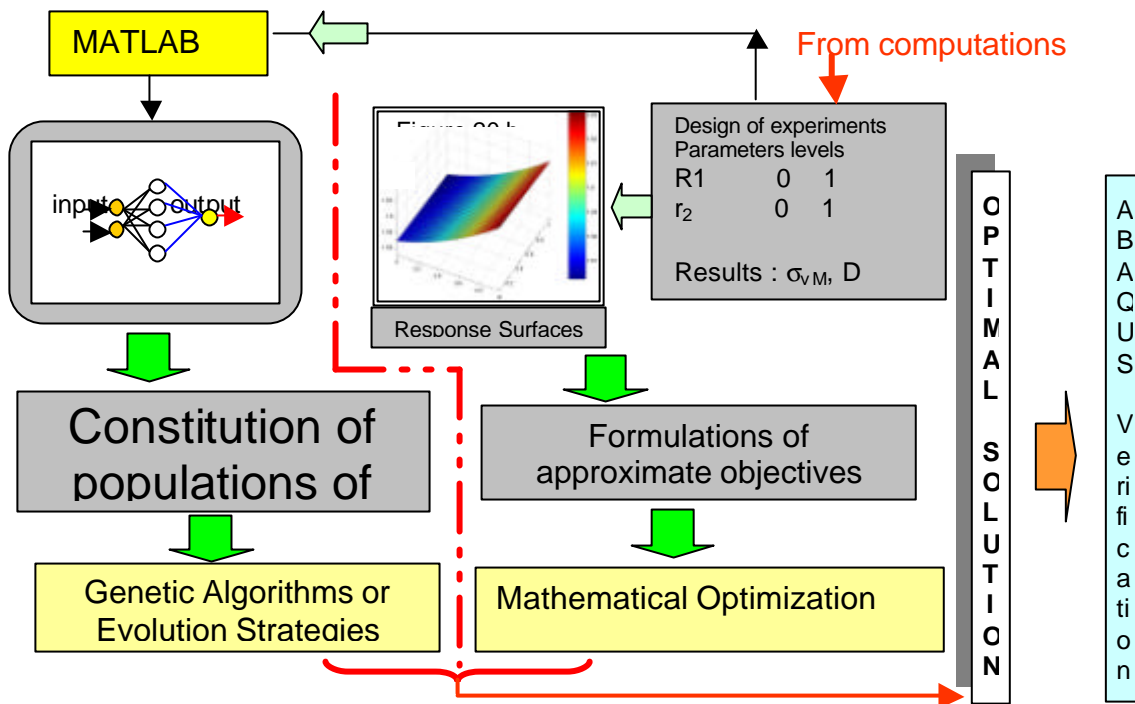 MATLAB
From computations
input output
Design of experiments
Parameters levels
R1 0 1
r₂ 0 1
Results : σvM, D
Response Surfaces
Constitution of
populations of
Formulations of
approximate objectives
Genetic Algorithms or
Evolution Strategies
Mathematical Optimization
OPTIMAL SOLUTION
ABAQUS Verification